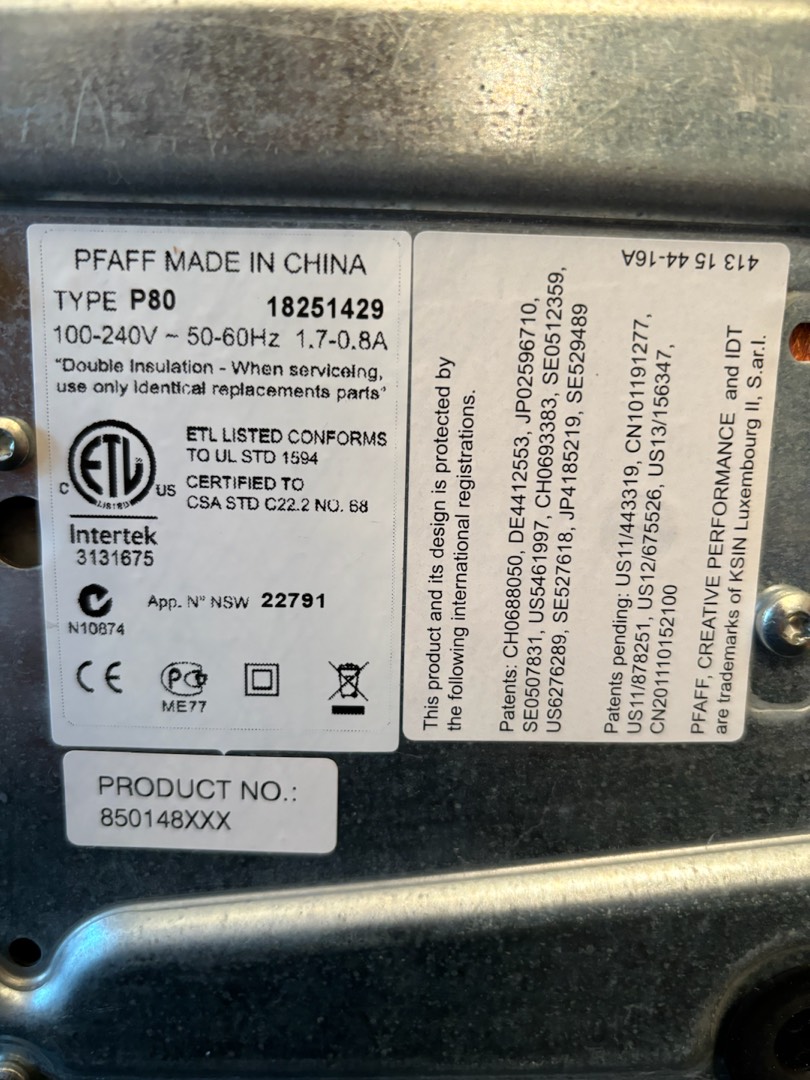 PFAFF MADE IN CHINA
TYPE P80 18251429
100-240V ~ 50-60Hz 1.7-0.8A
"Double Insulation - When serviceing,
use only identical replacements parts"
ETL LISTED CONFORMS
TO UL STD 1594
CERTIFIED TO
CSA STD C22.2 NO. 68
C ETL US
LISTED
Intertek
3131675
App. N° NSW 22791
N10874
CE
PC
ME77
PRODUCT NO.:
850148XXX
413 15 44-16A
This product and its design is protected by
the following international registrations.
Patents: CH0688050, DE4412553, JP02596710,
SE0507831, US5461997, CH0693383, SE0512359,
US6276289, SE527618, JP4185219, SE529489
Patents pending: US11/443319, CN101191277,
US11/878251, US12/675526, US13/156347,
CN201110152100
PFAFF, CREATIVE PERFORMANCE and IDT
are trademarks of KSIN Luxembourg II, S.ar.l.